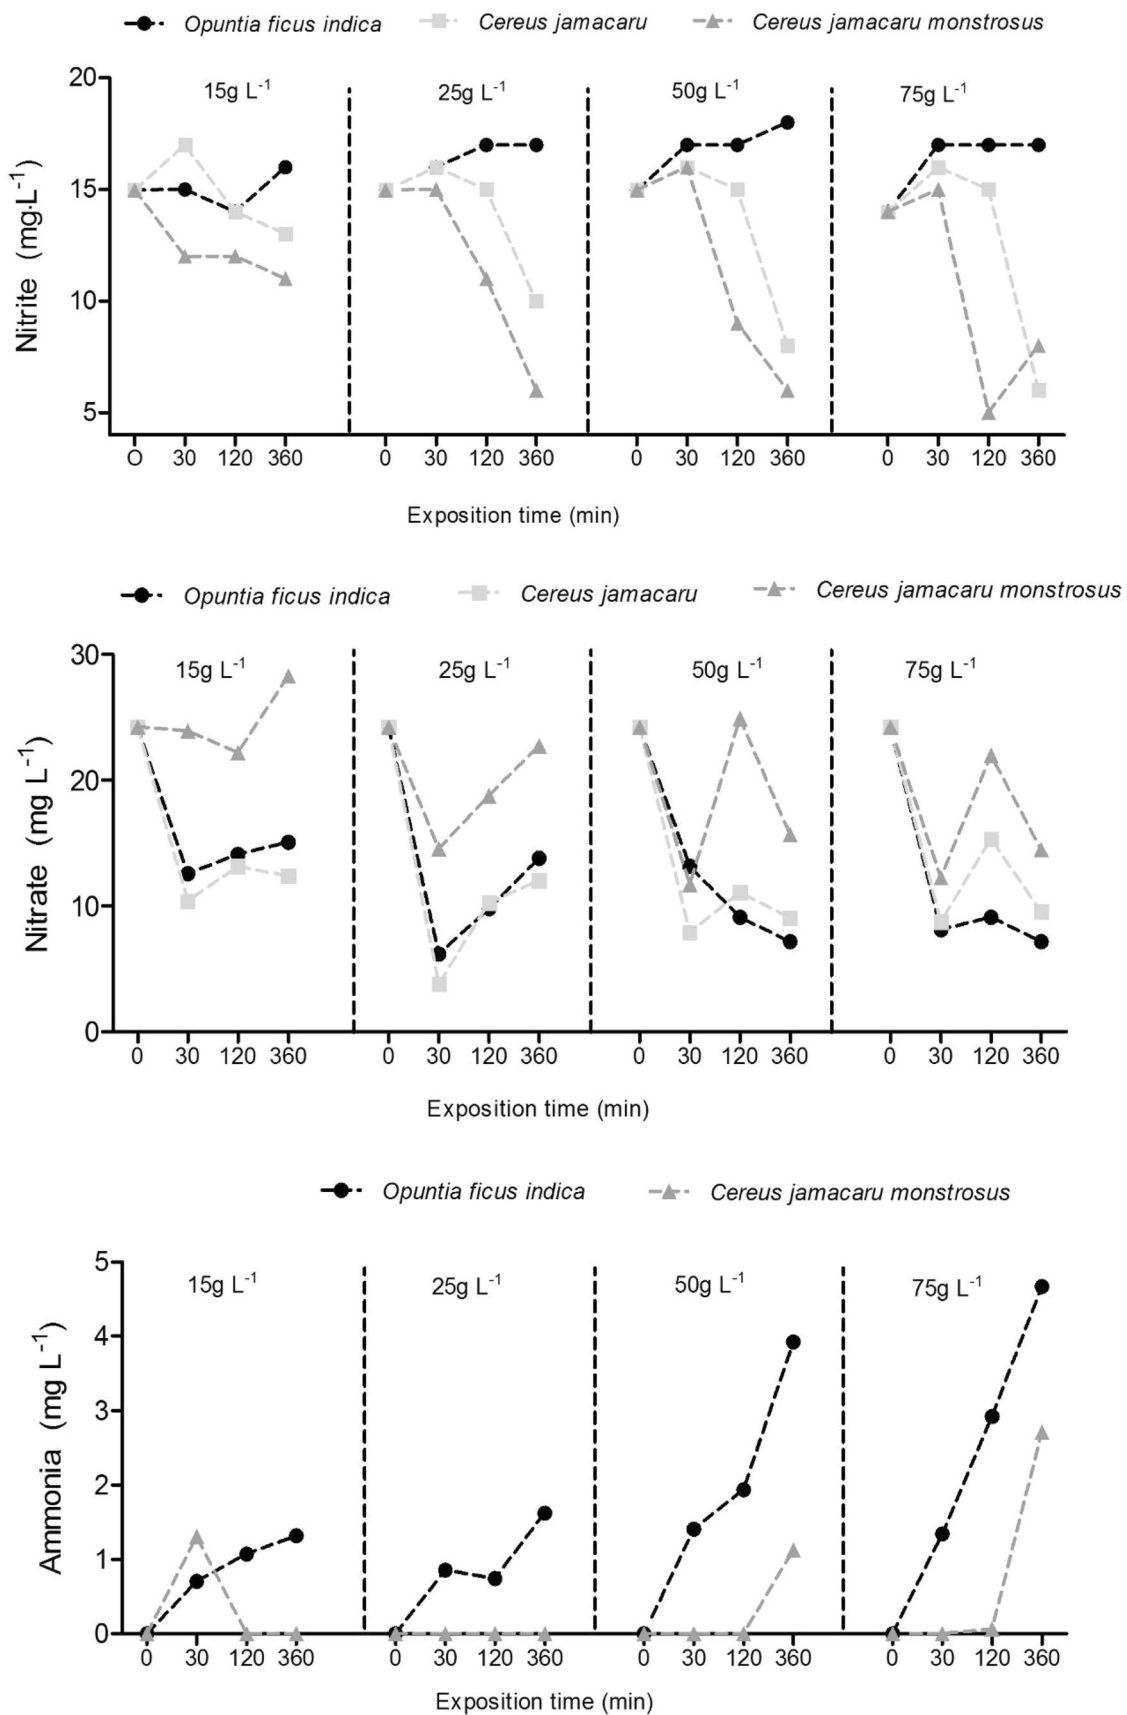 Opuntia ficus indica Cereus jamacaru Cereus jamacaru monstrosus
20
15g L⁻¹ 25g L⁻¹ 50g L⁻¹ 75g L⁻¹
15
10
5
Nitrite (mg·L⁻¹)
O 30 120 360 0 30 120 360 0 30 120 360 0 30 120 360
Exposition time (min)
Opuntia ficus indica Cereus jamacaru Cereus jamacaru monstrosus
30
15g L⁻¹ 25g L⁻¹ 50g L⁻¹ 75g L⁻¹
20
10
0
Nitrate (mg L⁻¹)
0 30 120 360 0 30 120 360 0 30 120 360 0 30 120 360
Exposition time (min)
Opuntia ficus indica Cereus jamacaru monstrosus
5
15g L⁻¹ 25g L⁻¹ 50g L⁻¹ 75g L⁻¹
4
3
2
1
0
Ammonia (mg L⁻¹)
0 30 120 360 0 30 120 360 0 30 120 360 0 30 120 360
Exposition time (min)